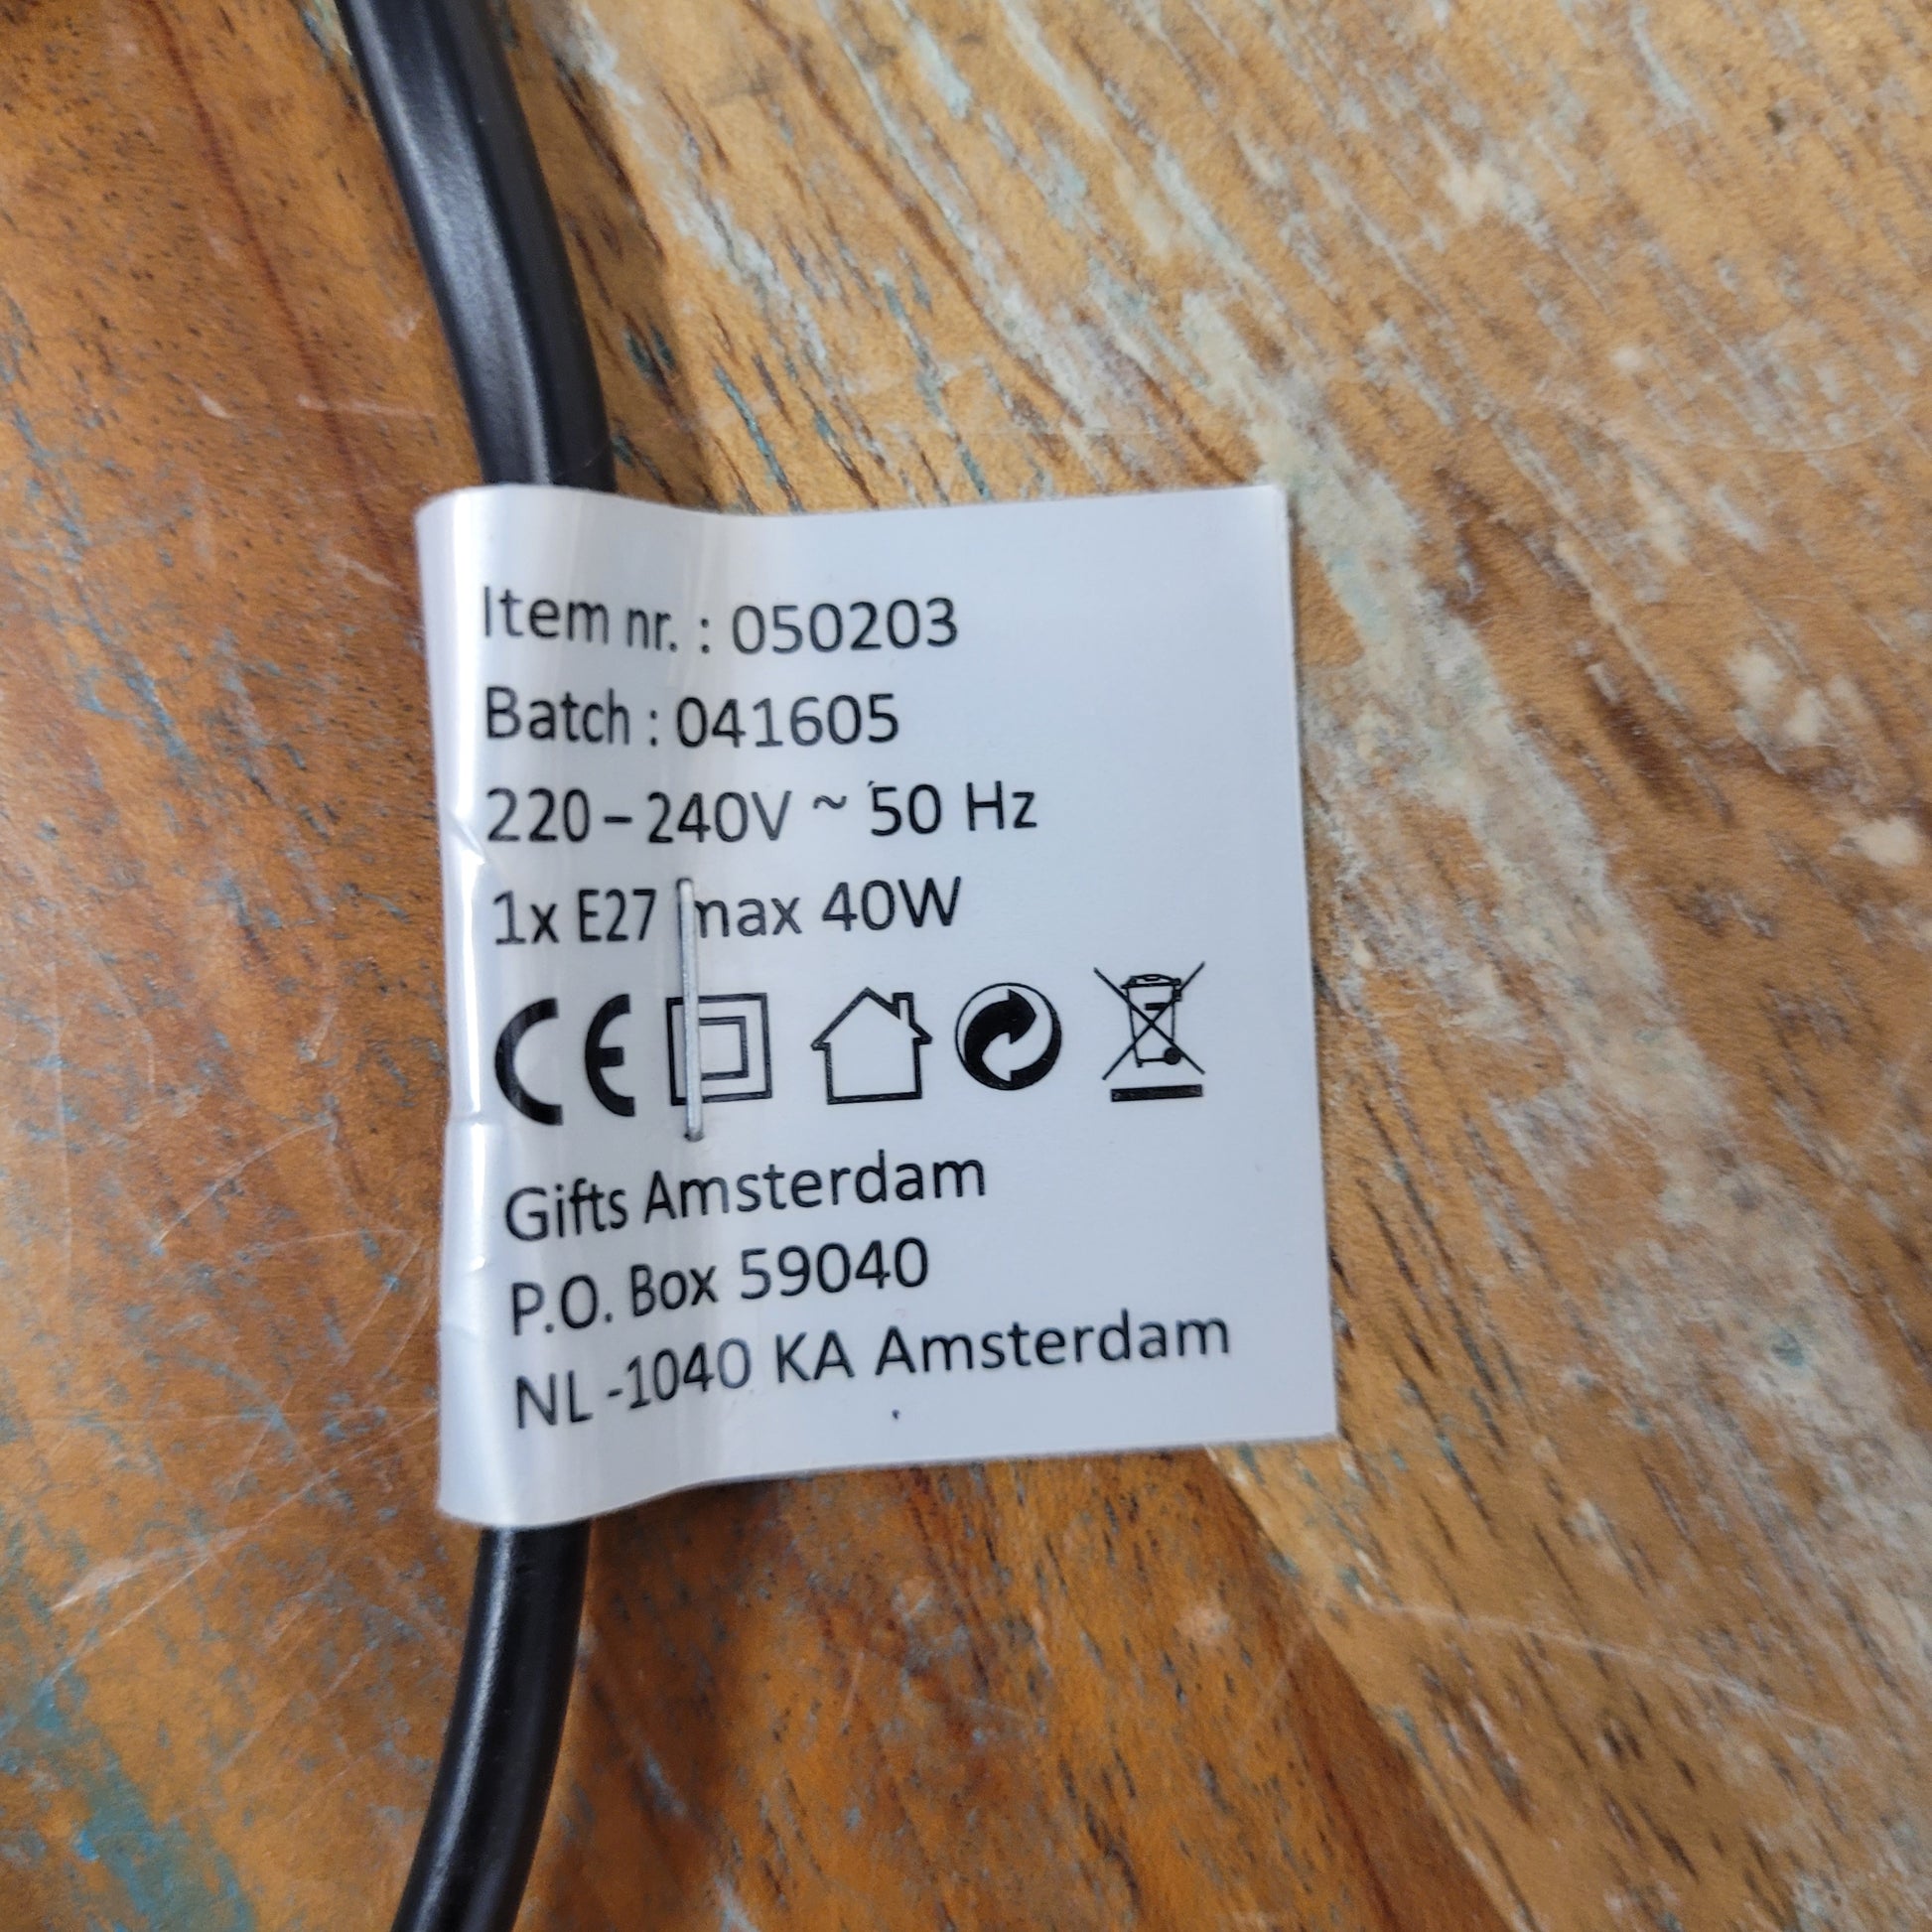 Item nr. : 050203
Batch : 041605
220–240V ~ 50 Hz
1x E27 max 40W
CE
Gifts Amsterdam
P.O. Box 59040
NL -1040 KA Amsterdam